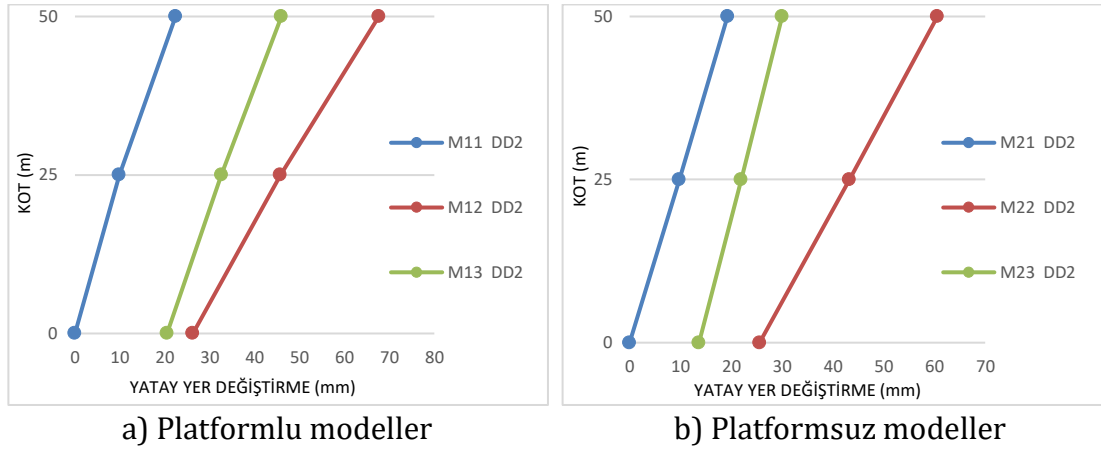 50
25
0
KOT (m)
0 10 20 30 40 50 60 70 80
YATAY YER DEĞİŞTİRME (mm)
M11 DD2
M12 DD2
M13 DD2
a) Platformlu modeller
50
25
0
KOT (m)
0 10 20 30 40 50 60 70
YATAY YER DEĞİŞTİRME (mm)
M21 DD2
M22 DD2
M23 DD2
b) Platformsuz modeller